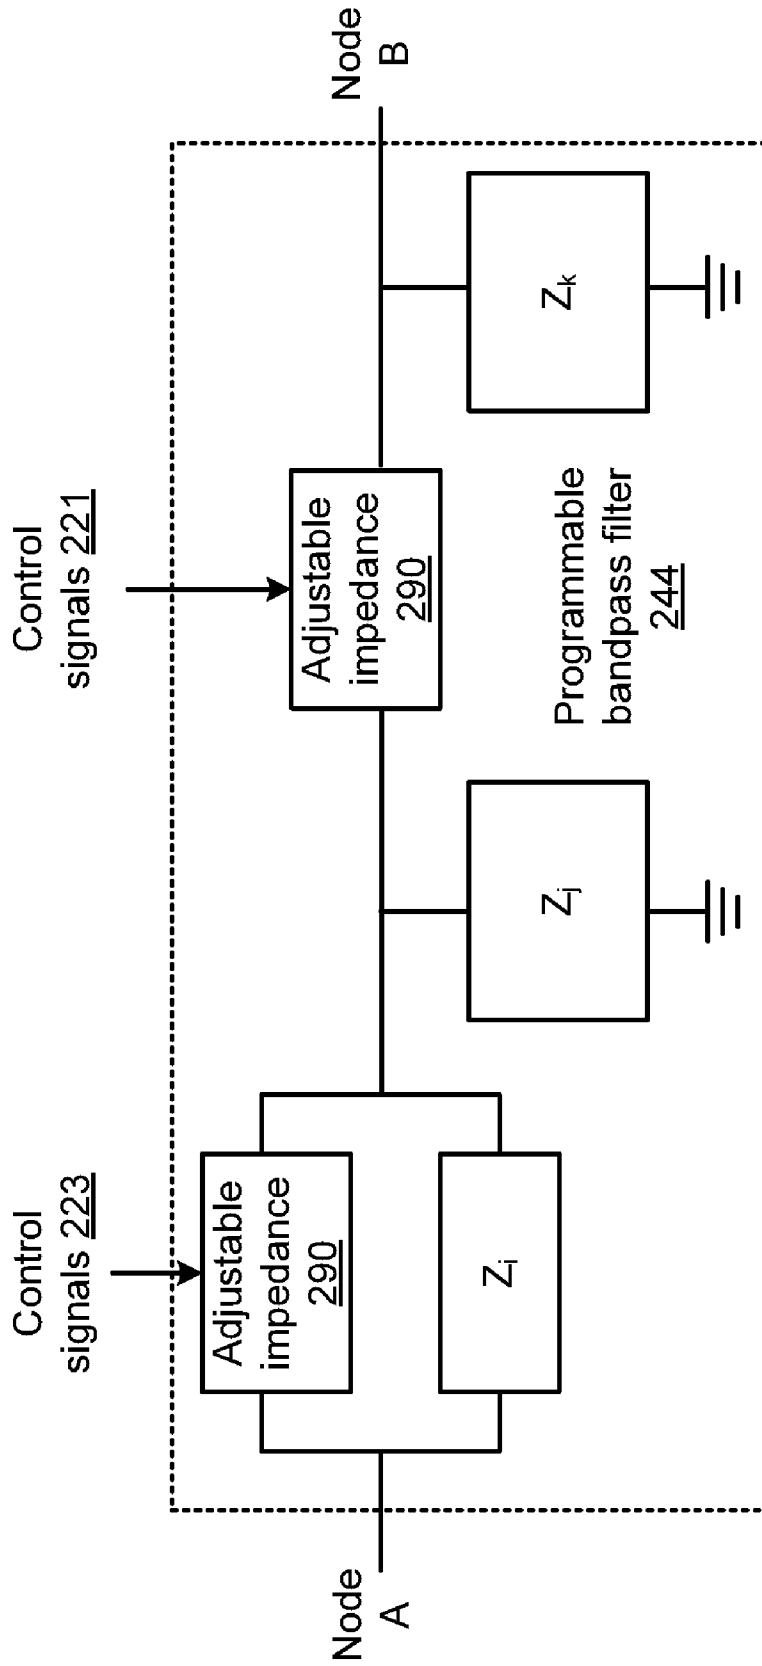 Control
signals 223
Control
signals 221
Node
A
Adjustable
impedance
290
Zi
Zj
Adjustable
impedance
290
Zk
Node
B
Programmable
bandpass filter
244